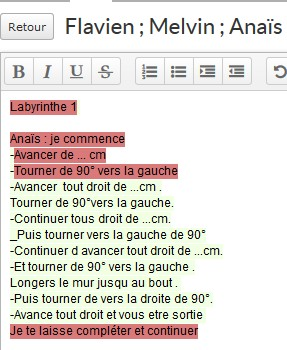 Retour Flavien ; Melvin ; Anaïs
B I U S
Labyrinthe 1
Anaïs : je commence
-Avancer de ... cm
-Tourner de 90° vers la gauche
-Avancer tout droit de ...cm .
Tourner de 90°vers la gauche.
-Continuer tous droit de ...cm.
_Puis tourner vers la gauche de 90°
-Continuer d avancer tout droit de ...cm.
-Et tourner de 90° vers la gauche .
Longers le mur jusqu au bout .
-Puis tourner de vers la droite de 90°.
-Avance tout droit et vous etre sortie
Je te laisse compléter et continuer